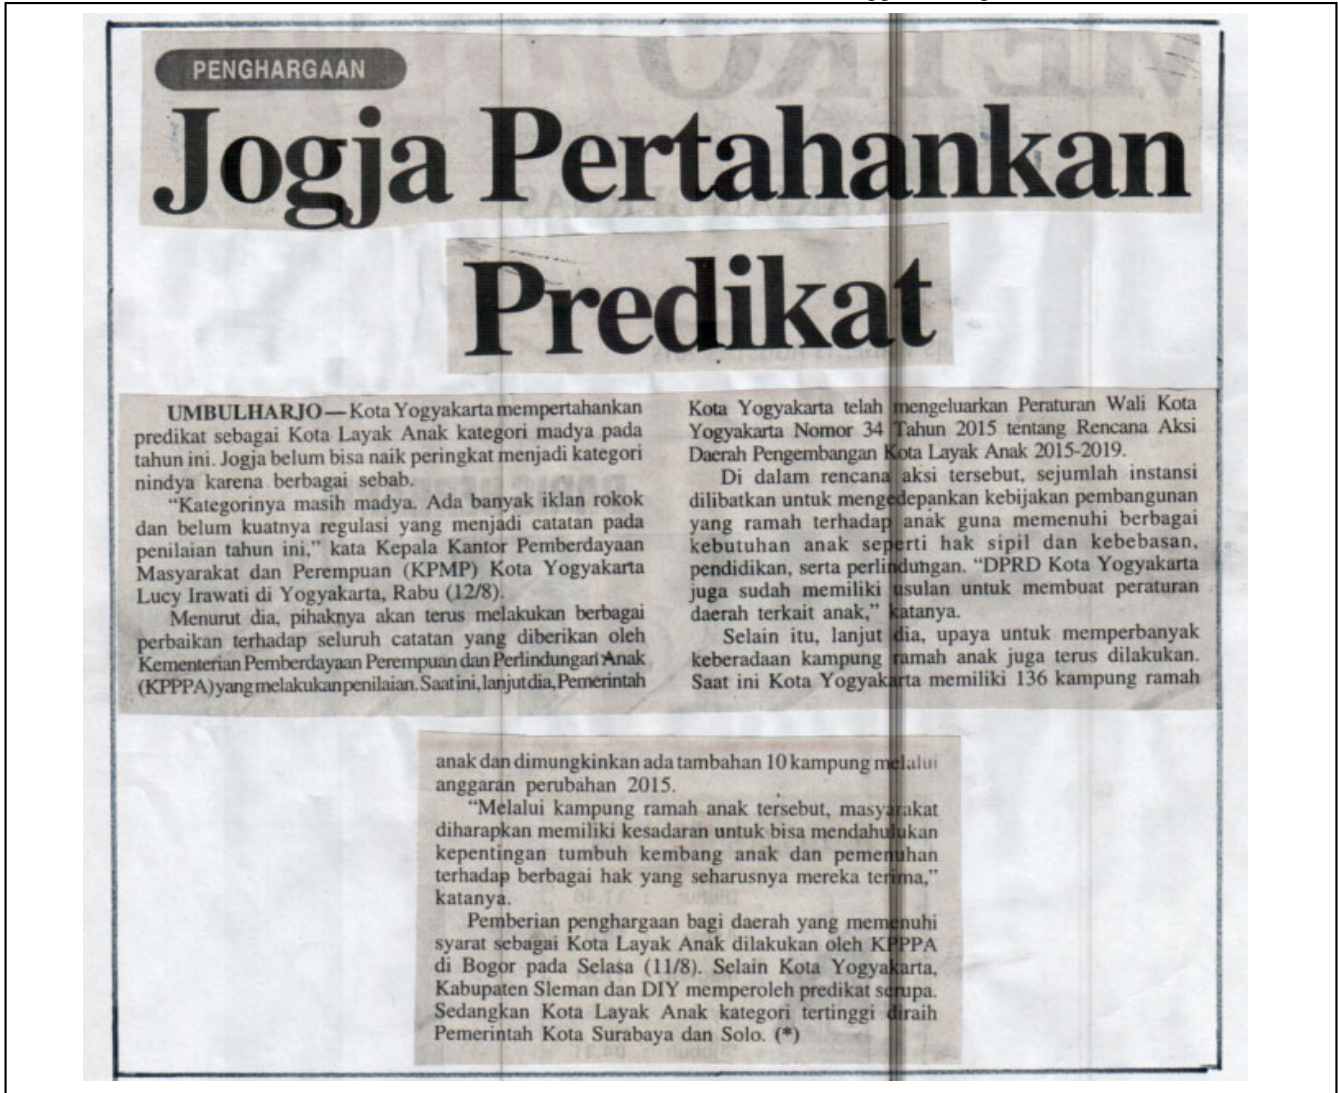 PENGHARGAAN
Jogja Pertahankan
Predikat
UMBULHARJO—Kota Yogyakarta mempertahankan
predikat sebagai Kota Layak Anak kategori madya pada
tahun ini. Jogja belum bisa naik peringkat menjadi kategori
nindya karena berbagai sebab.
“Kategorinya masih madya. Ada banyak iklan rokok
dan belum kuatnya regulasi yang menjadi catatan pada
penilaian tahun ini,” kata Kepala Kantor Pemberdayaan
Masyarakat dan Perempuan (KPMP) Kota Yogyakarta
Lucy Irawati di Yogyakarta, Rabu (12/8).
Menurut dia, pihaknya akan terus melakukan berbagai
perbaikan terhadap seluruh catatan yang diberikan oleh
Kementerian Pemberdayaan Perempuan dan Perlindungan Anak
(KPPPA) yang melakukan penilaian. Saat ini, lanjut dia, Pemerintah
Kota Yogyakarta telah mengeluarkan Peraturan Wali Kota
Yogyakarta Nomor 34 Tahun 2015 tentang Rencana Aksi
Daerah Pengembangan Kota Layak Anak 2015-2019.
Di dalam rencana aksi tersebut, sejumlah instansi
dilibatkan untuk mengedepankan kebijakan pembangunan
yang ramah terhadap anak guna memenuhi berbagai
kebutuhan anak seperti hak sipil dan kebebasan,
pendidikan, serta perlindungan. “DPRD Kota Yogyakarta
juga sudah memiliki usulan untuk membuat peraturan
daerah terkait anak,” katanya.
Selain itu, lanjut dia, upaya untuk memperbanyak
keberadaan kampung ramah anak juga terus dilakukan.
Saat ini Kota Yogyakarta memiliki 136 kampung ramah
anak dan dimungkinkan ada tambahan 10 kampung melalui
anggaran perubahan 2015.
“Melalui kampung ramah anak tersebut, masyarakat
diharapkan memiliki kesadaran untuk bisa mendahulukan
kepentingan tumbuh kembang anak dan pemenuhan
terhadap berbagai hak yang seharusnya mereka terima,”
katanya.
Pemberian penghargaan bagi daerah yang memenuhi
syarat sebagai Kota Layak Anak dilakukan oleh KPPPA
di Bogor pada Selasa (11/8). Selain Kota Yogyakarta,
Kabupaten Sleman dan DIY memperoleh predikat serupa.
Sedangkan Kota Layak Anak kategori tertinggi diraih
Pemerintah Kota Surabaya dan Solo. (*)